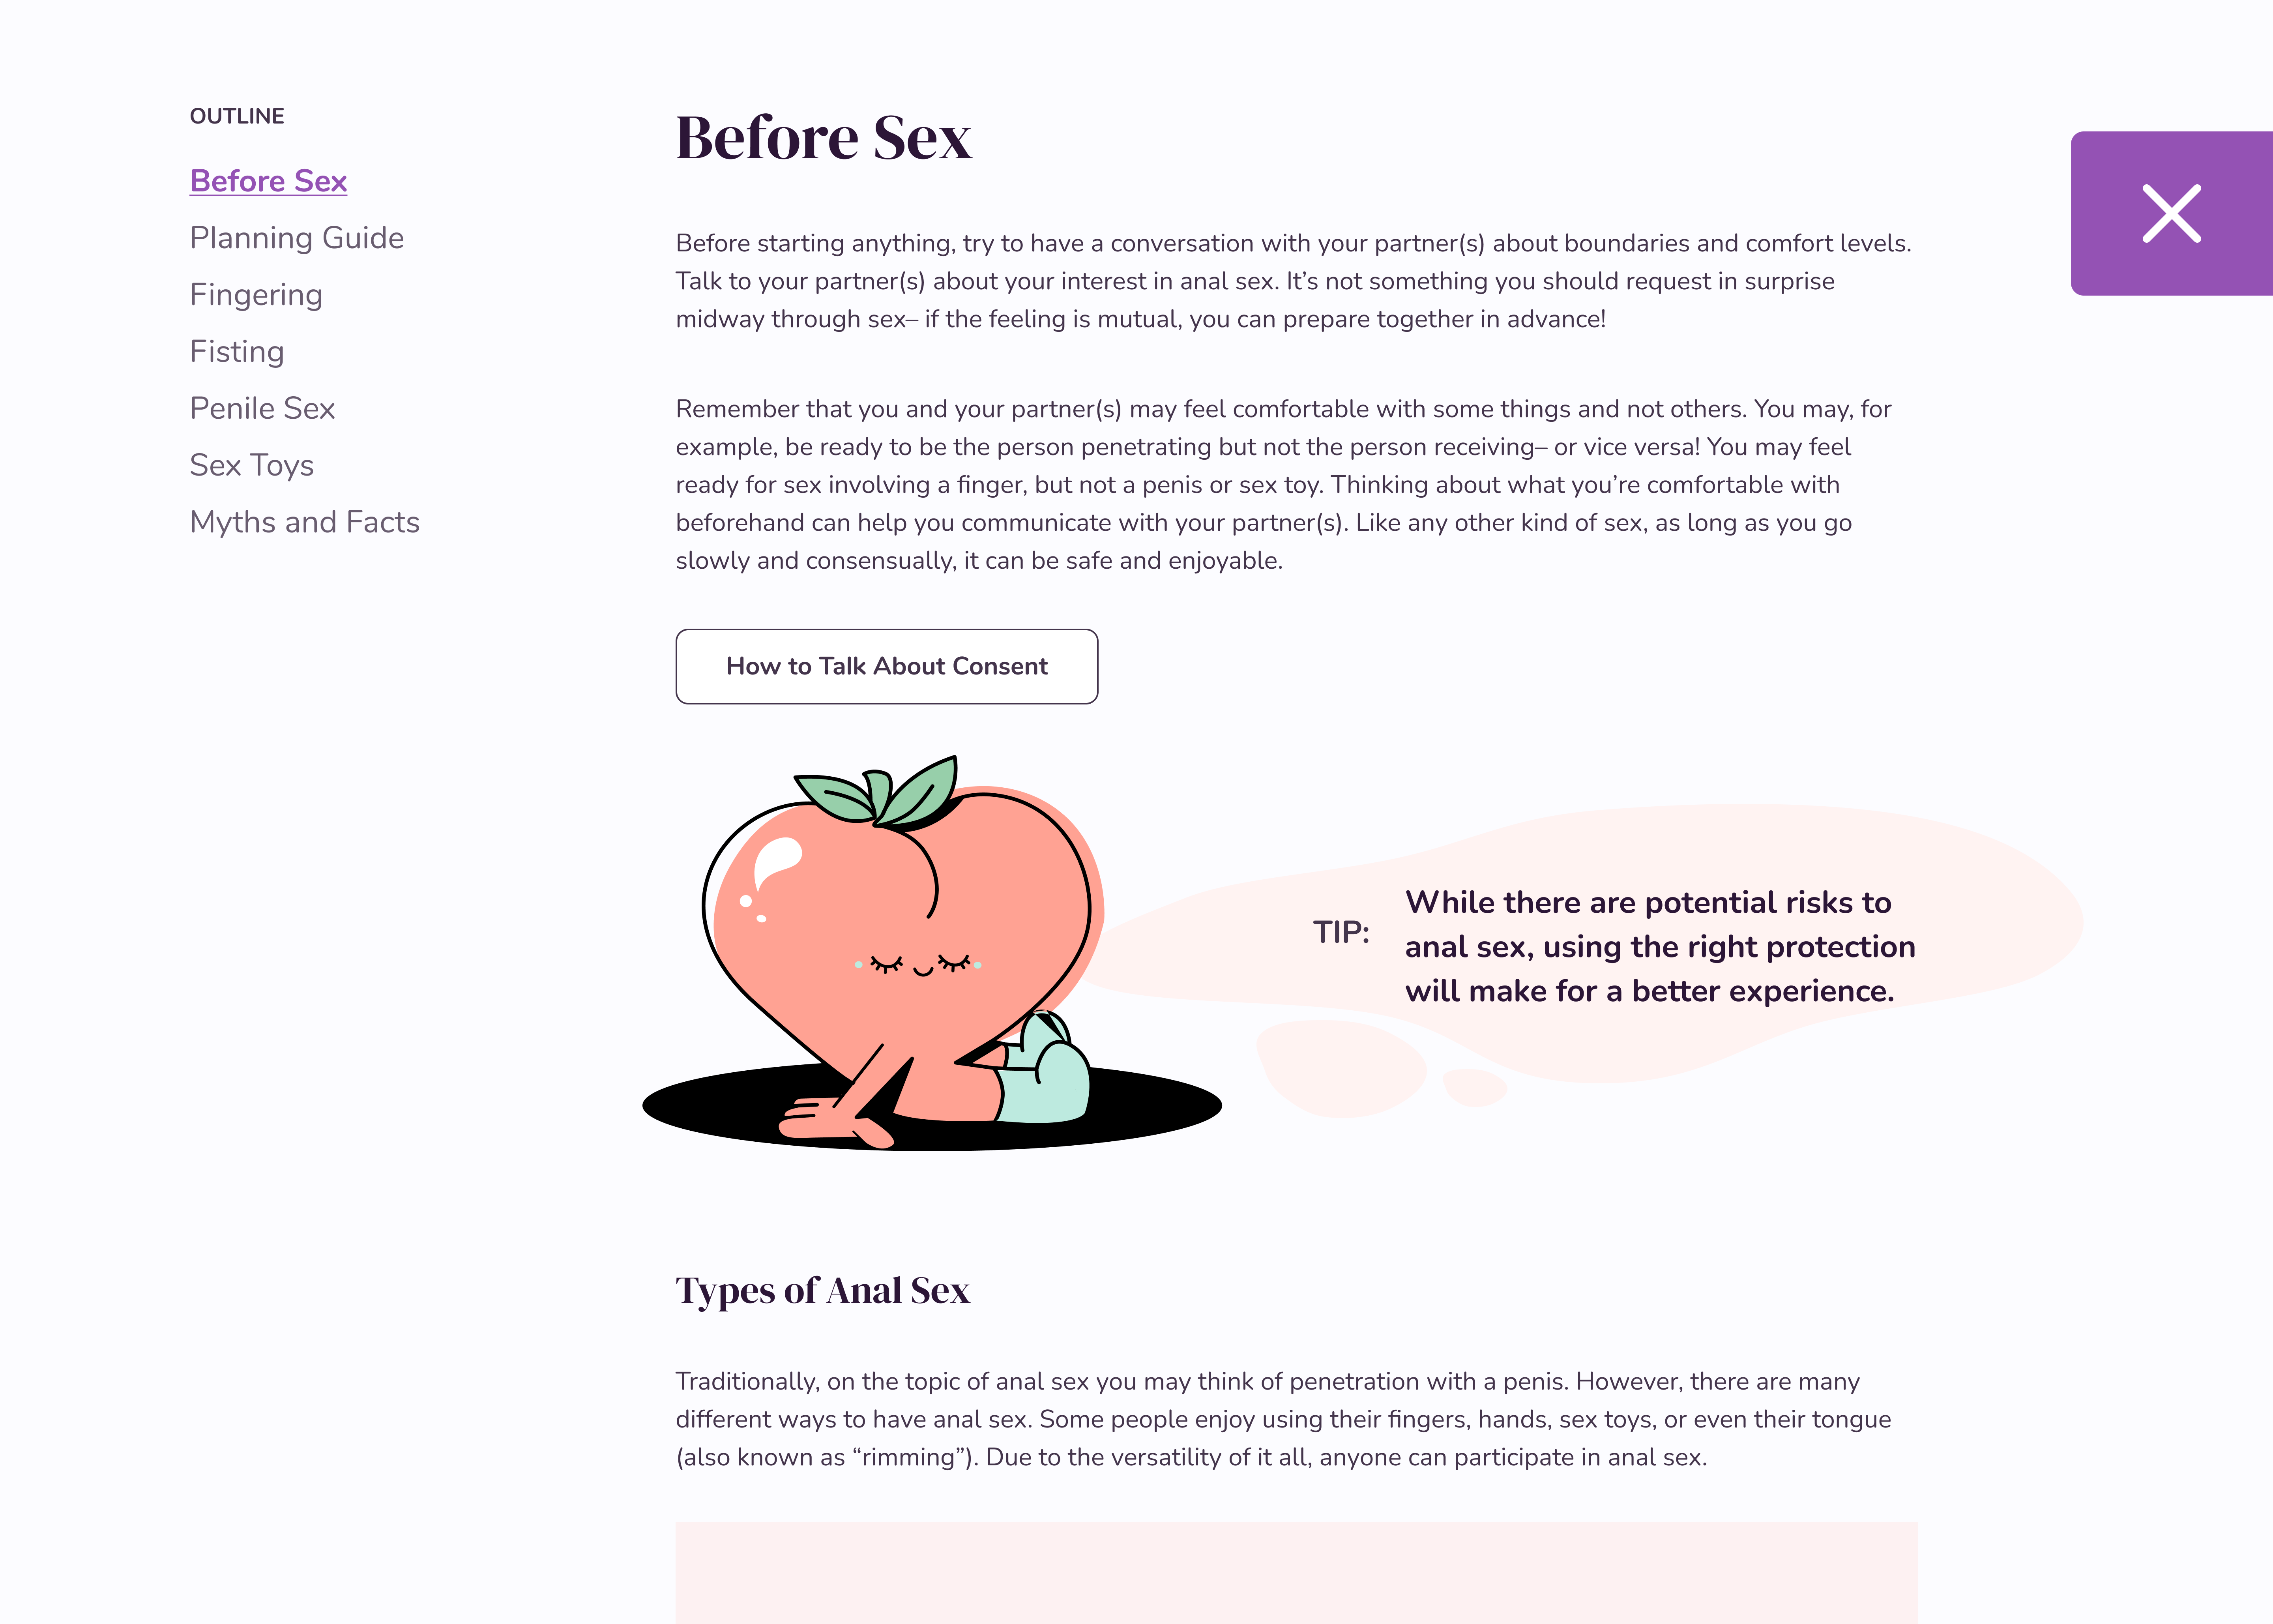 OUTLINE
Before Sex
Planning Guide
Fingering
Fisting
Penile Sex
Sex Toys
Myths and Facts
Before Sex
Before starting anything, try to have a conversation with your partner(s) about boundaries and comfort levels.
Talk to your partner(s) about your interest in anal sex. It’s not something you should request in surprise
midway through sex– if the feeling is mutual, you can prepare together in advance!
Remember that you and your partner(s) may feel comfortable with some things and not others. You may, for
example, be ready to be the person penetrating but not the person receiving– or vice versa! You may feel
ready for sex involving a finger, but not a penis or sex toy. Thinking about what you’re comfortable with
beforehand can help you communicate with your partner(s). Like any other kind of sex, as long as you go
slowly and consensually, it can be safe and enjoyable.
How to Talk About Consent
TIP:
While there are potential risks to
anal sex, using the right protection
will make for a better experience.
Types of Anal Sex
Traditionally, on the topic of anal sex you may think of penetration with a penis. However, there are many
different ways to have anal sex. Some people enjoy using their fingers, hands, sex toys, or even their tongue
(also known as “rimming”). Due to the versatility of it all, anyone can participate in anal sex.